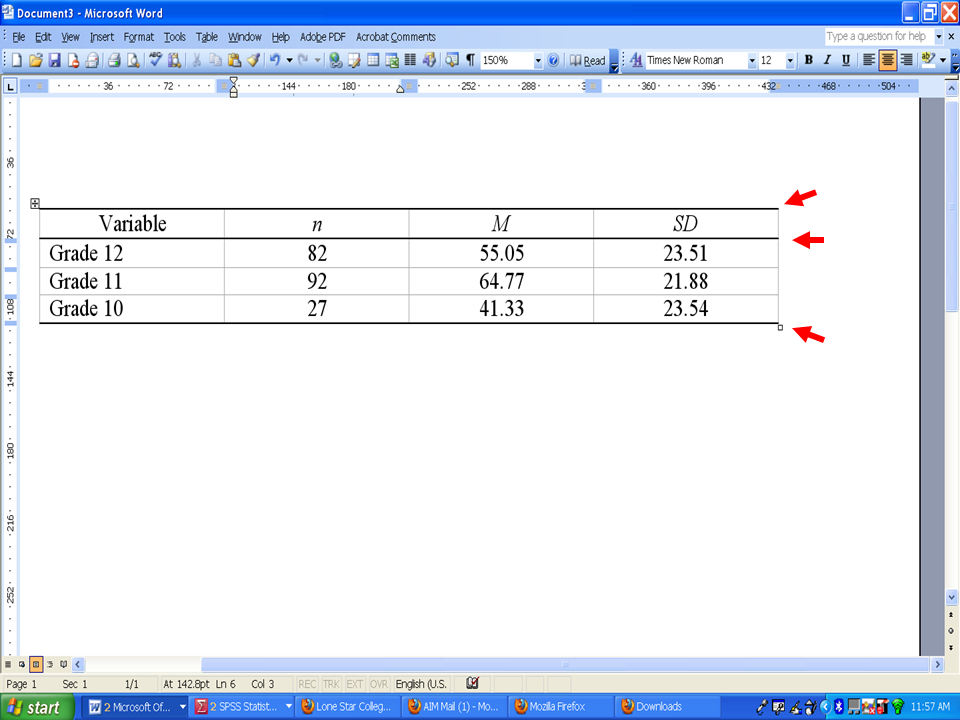 Document3 - Microsoft Word
File Edit View Insert Format Tools Table Window Help Adobe PDF Acrobat Comments Type a question for help
150% Read Times New Roman 12 B I U
36 72 144 180 252 288 360 396 432 468 504
Variable n M SD
Grade 12 82 55.05 23.51
Grade 11 92 64.77 21.88
Grade 10 27 41.33 23.54
36
72
108
144
180
216
252
Page 1 Sec 1 1/1 At 142.8pt Ln 6 Col 3 REC TRK EXT OVR English (U.S.
start 2 Microsoft Of... 2 SPSS Statist... Lone Star Colleg... AIM Mail (1) - Mo... Mozilla Firefox Downloads 11:57 AM